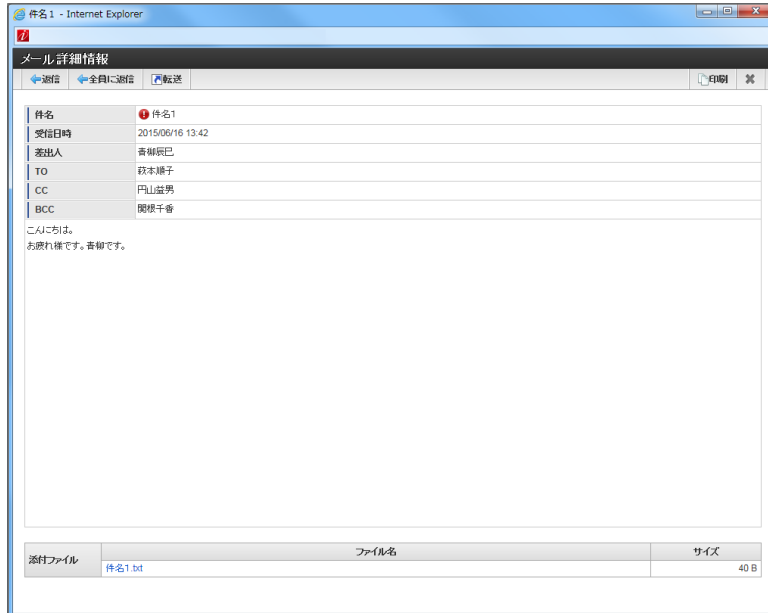 件名1 - Internet Explorer
i
メール詳細情報
返信 全員に返信 転送 印刷
件名 件名1
受信日時 2015/06/16 13:42
差出人 青柳辰巳
TO 萩本順子
CC 円山益男
BCC 関根千香
こんにちは。
お疲れ様です。青柳です。
添付ファイル ファイル名 サイズ
件名1.txt 40 B